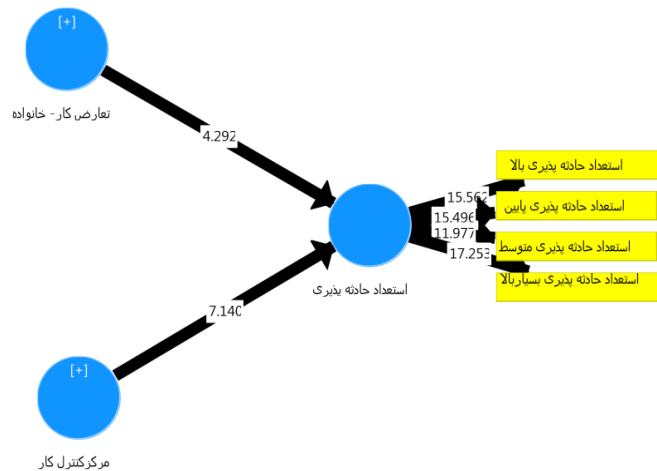 [+]
تعارض کار - خانواده
4.292
استعداد حادثه پذیری بالا
15.562
استعداد حادثه پذیری پایین
15.496
11.977
استعداد حادثه پذیری متوسط
17.253
استعداد حادثه پذیری بسیاربالا
استعداد حادثه پذیری
7.140
[+]
مرکزکنترل کار